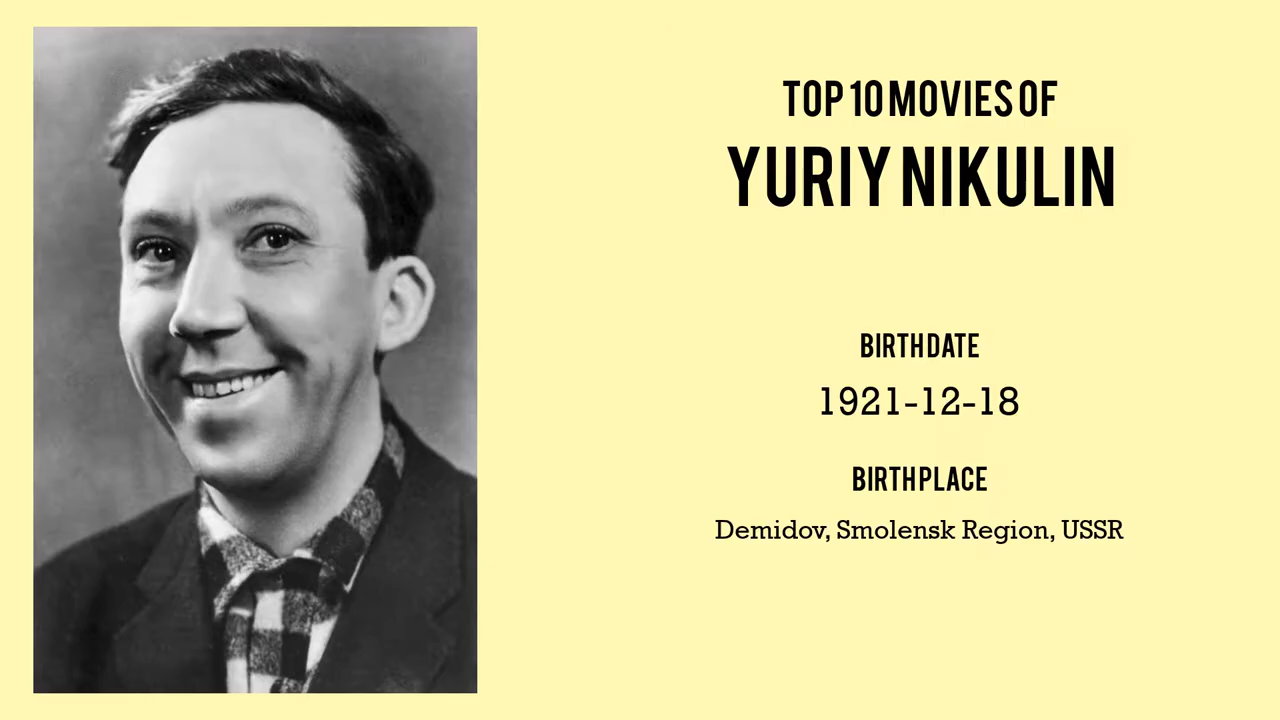 TOP 10 MOVIES OF
YURIY NIKULIN
BIRTHDATE
1921-12-18
BIRTHPLACE
Demidov, Smolensk Region, USSR